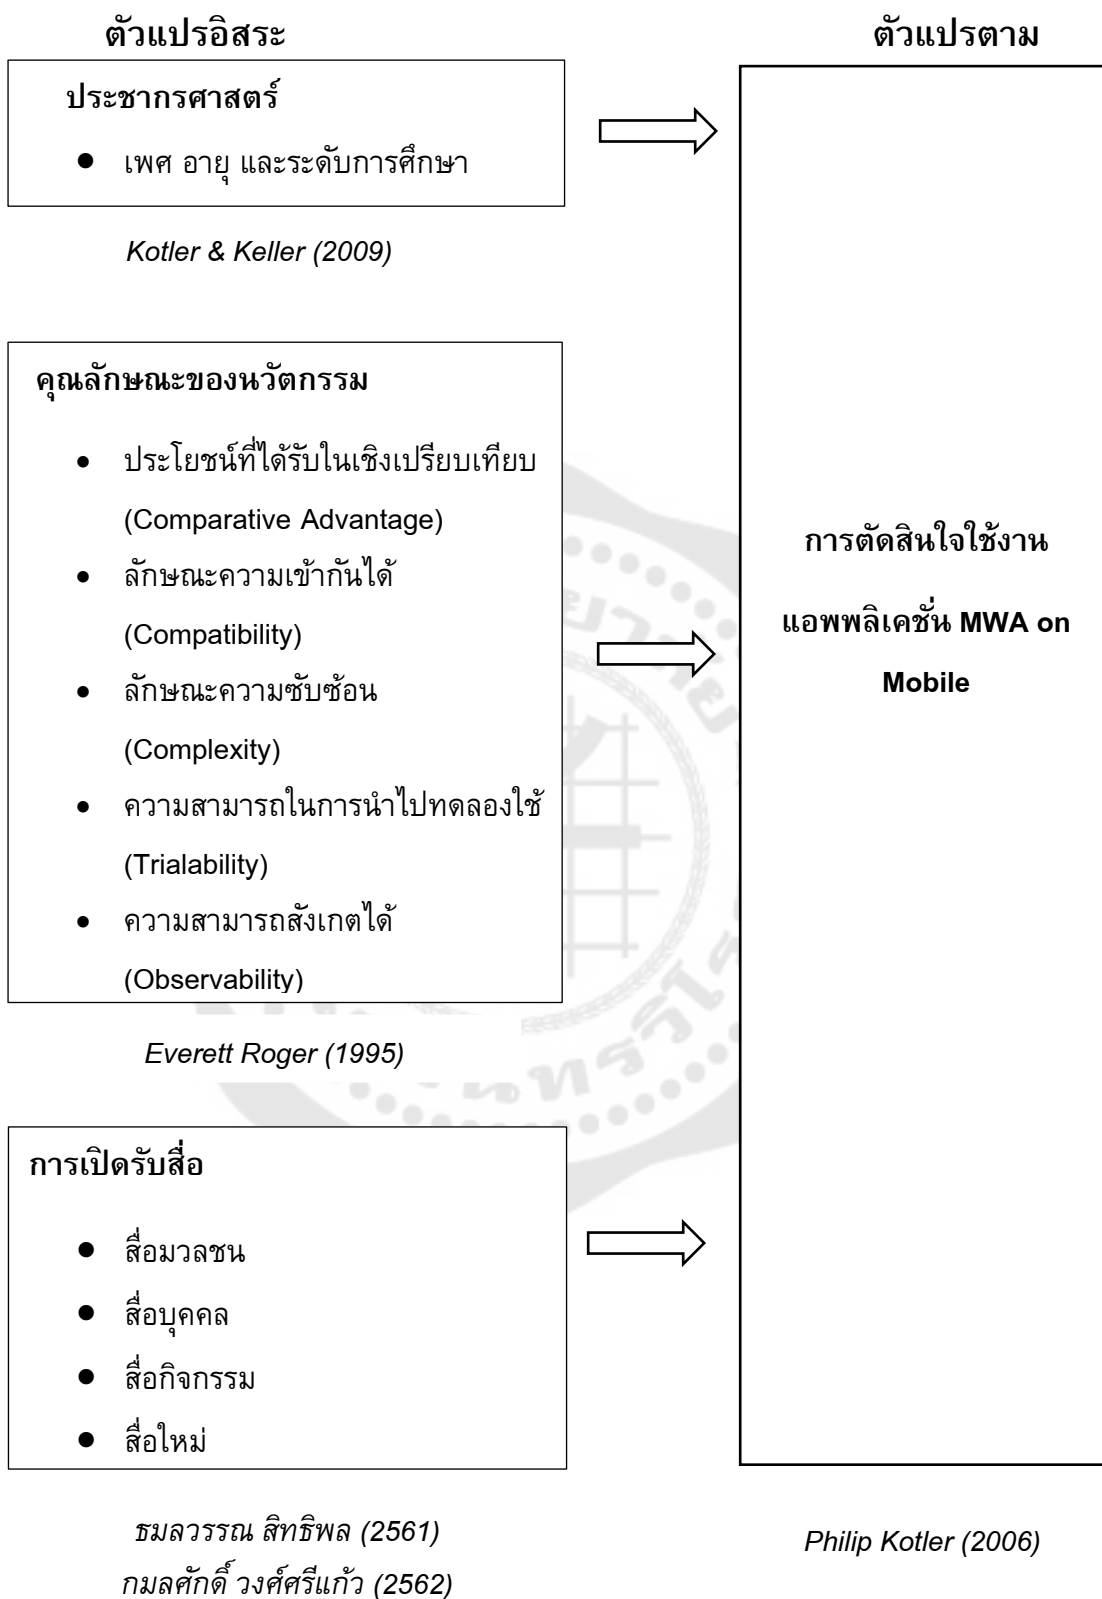 ตัวแปรอิสระ
ตัวแปรตาม
ประชากรศาสตร์
● เพศ อายุ และระดับการศึกษา
Kotler & Keller (2009)
คุณลักษณะของนวัตกรรม
● ประโยชน์ที่ได้รับในเชิงเปรียบเทียบ
(Comparative Advantage)
● ลักษณะความเข้ากันได้
(Compatibility)
● ลักษณะความซับซ้อน
(Complexity)
● ความสามารถในการนำไปทดลองใช้
(Trialability)
● ความสามารถสังเกตได้
(Observability)
Everett Roger (1995)
การเปิดรับสื่อ
● สื่อมวลชน
● สื่อบุคคล
● สื่อกิจกรรม
● สื่อใหม่
ธมลวรรณ สิทธิพล (2561)
กมลศักดิ์ วงศ์ศรีแก้ว (2562)
การตัดสินใจใช้งาน
แอพพลิเคชั่น MWA on
Mobile
Philip Kotler (2006)